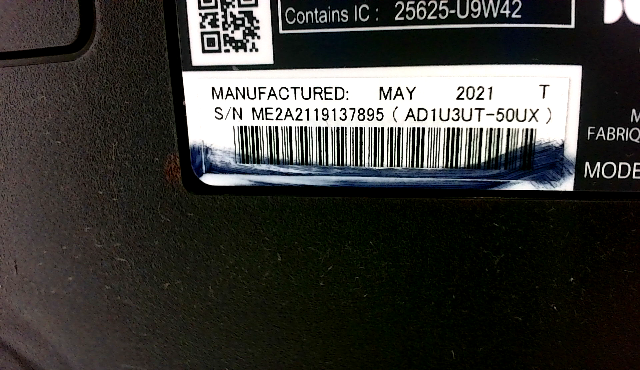 Contains IC : 25625-U9W42
MANUFACTURED: MAY 2021 T
S/N ME2A2119137895 ( AD1U3UT-50UX )
FABRIQ
MODE